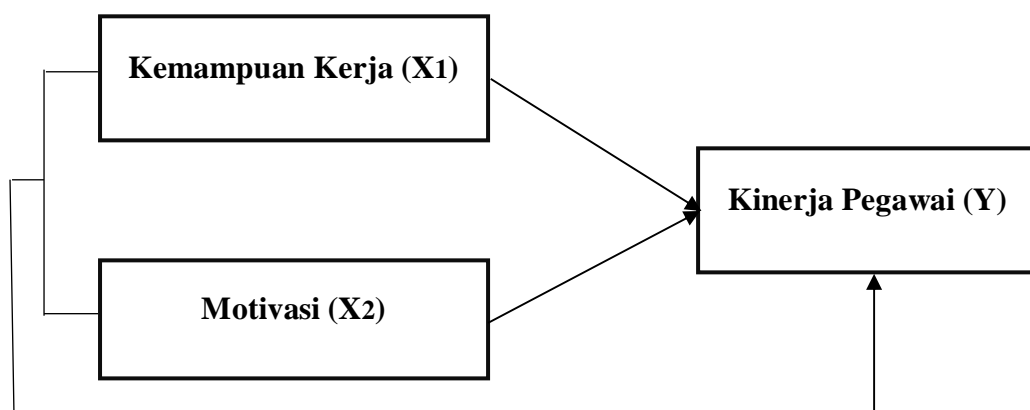 Kemampuan Kerja (X1)
Kinerja Pegawai (Y)
Motivasi (X2)